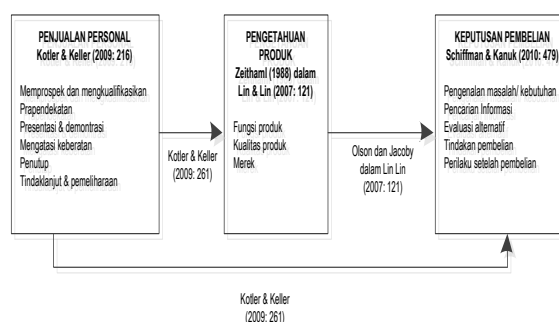 PENJUALAN PERSONAL
Kotler & Keller (2009: 216)
Memprospek dan mengkualifikasikan
Prapendekatan
Presentasi & demontrasi
Mengatasi keberatan
Penutup
Tindaklanjut & pemeliharaan
Kotler & Keller
(2009: 261)
PENGETAHUAN
PRODUK
Zeithaml (1988) dalam
Lin & Lin (2007: 121)
Fungsi produk
Kualitas produk
Merek
Olson dan Jacoby
dalam Lin Lin
(2007: 121)
KEPUTUSAN PEMBELIAN
Schiffman & Kanuk (2010: 479)
Pengenalan masalah/ kebutuhan
Pencarian Informasi
Evaluasi alternatif
Tindakan pembelian
Perilaku setelah pembelian
Kotler & Keller
(2009: 261)